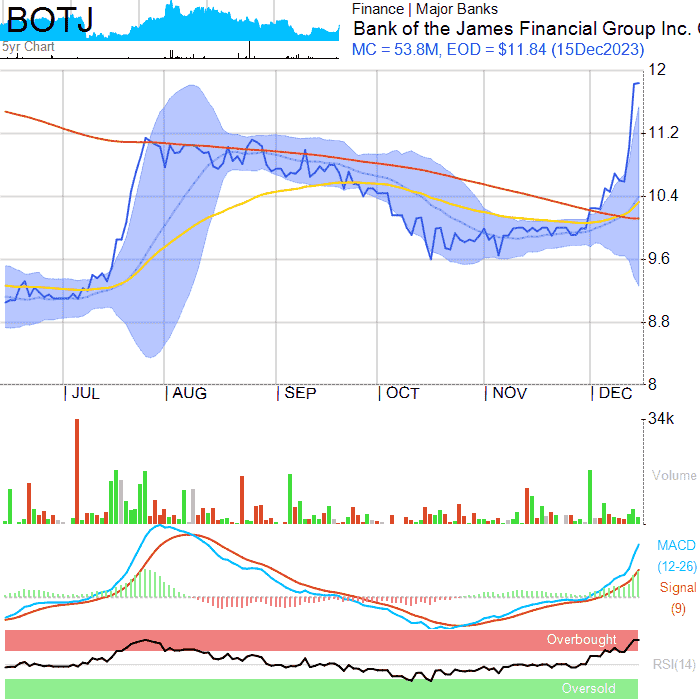 BOTJ
5yr Chart
Finance | Major Banks
Bank of the James Financial Group Inc. (
MC = 53.8M, EOD = $11.84 (15Dec2023)
12
11.2
10.4
9.6
8.8
8
JUL AUG SEP OCT NOV DEC
34k
Volume
MACD
(12-26)
Signal
(9)
Overbought
RSI(14)
Oversold